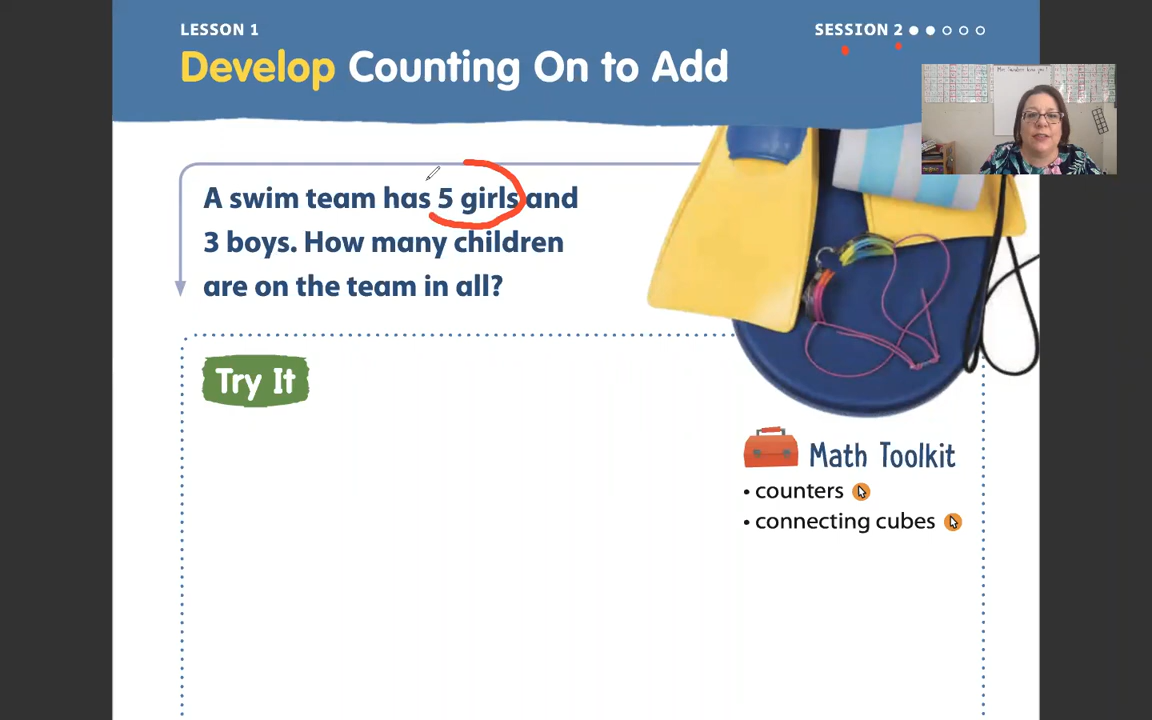 LESSON 1
SESSION 2
Develop Counting On to Add
A swim team has 5 girls and
3 boys. How many children
are on the team in all?
Try It
Math Toolkit
• counters
• connecting cubes